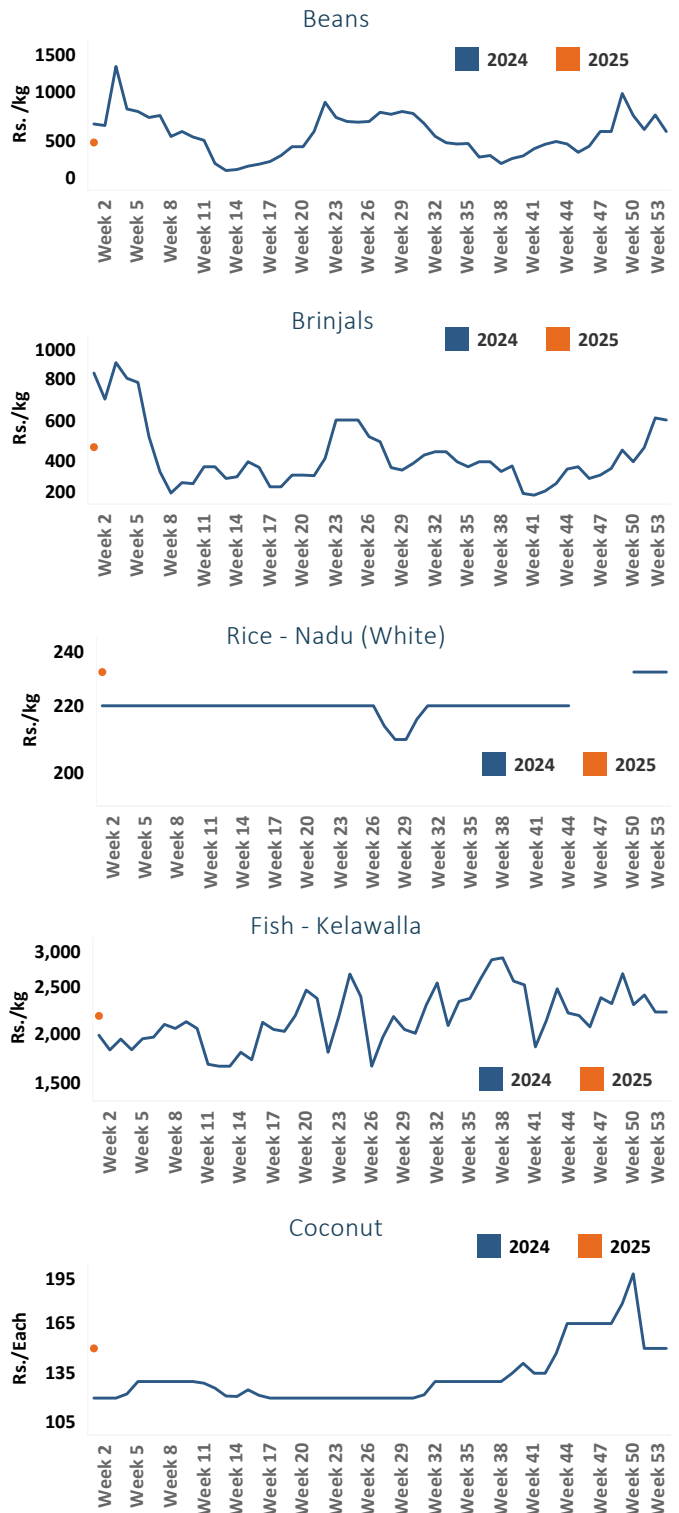 Beans
2024 2025
Rs. /kg
1500
1000
500
0
Week 2 Week 5 Week 8 Week 11 Week 14 Week 17 Week 20 Week 23 Week 26 Week 29 Week 32 Week 35 Week 38 Week 41 Week 44 Week 47 Week 50 Week 53
Brinjals
2024 2025
Rs./kg
1000
800
600
400
200
Week 2 Week 5 Week 8 Week 11 Week 14 Week 17 Week 20 Week 23 Week 26 Week 29 Week 32 Week 35 Week 38 Week 41 Week 44 Week 47 Week 50 Week 53
Rice - Nadu (White)
Rs./kg
240
220
200
2024 2025
Week 2 Week 5 Week 8 Week 11 Week 14 Week 17 Week 20 Week 23 Week 26 Week 29 Week 32 Week 35 Week 38 Week 41 Week 44 Week 47 Week 50 Week 53
Fish - Kelawalla
Rs./kg
3,000
2,500
2,000
1,500
2024 2025
Week 2 Week 5 Week 8 Week 11 Week 14 Week 17 Week 20 Week 23 Week 26 Week 29 Week 32 Week 35 Week 38 Week 41 Week 44 Week 47 Week 50 Week 53
Coconut
2024 2025
Rs./Each
195
165
135
105
Week 2 Week 5 Week 8 Week 11 Week 14 Week 17 Week 20 Week 23 Week 26 Week 29 Week 32 Week 35 Week 38 Week 41 Week 44 Week 47 Week 50 Week 53